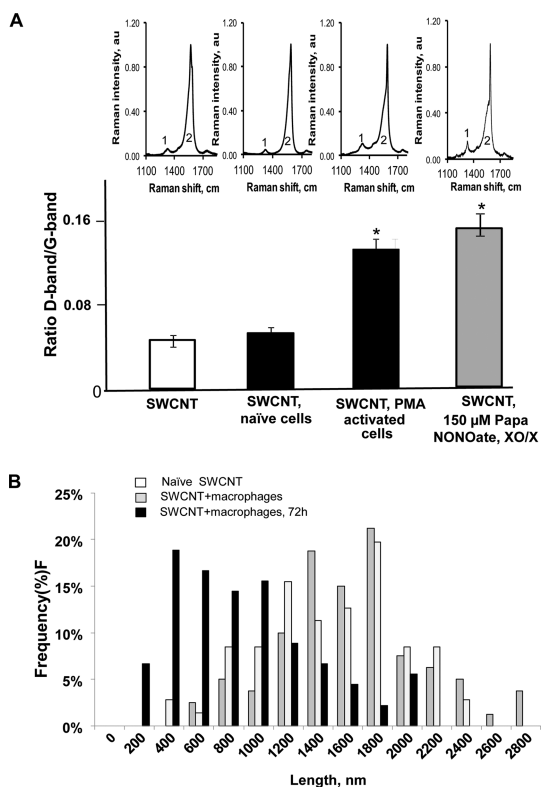 A
Raman intensity, au
1.20
0.80
0.40
0.00
1
2
1100 1400 1700
Raman shift, cm
Raman intensity, au
1.20
0.80
0.40
0.00
1
2
1100 1400 1700
Raman shift, cm
Raman intensity, au
1.20
0.80
0.40
0.00
1
2
1100 1400 1700
Raman shift, cm
Raman intensity, au
1.20
0.80
0.40
0.00
1
2
1100 1400 1700
Raman shift, cm
Ratio D-band/G-band
0.16
0.08
0
*
*
SWCNT
SWCNT,
naïve cells
SWCNT, PMA
activated
cells
SWCNT,
150 µM Papa
NONOate, XO/X
B
Naïve SWCNT
SWCNT+macrophages
SWCNT+macrophages, 72h
Frequency(%)F
25%
20%
15%
10%
5%
0%
0 200 400 600 800 1000 1200 1400 1600 1800 2000 2200 2400 2600 2800
Length, nm